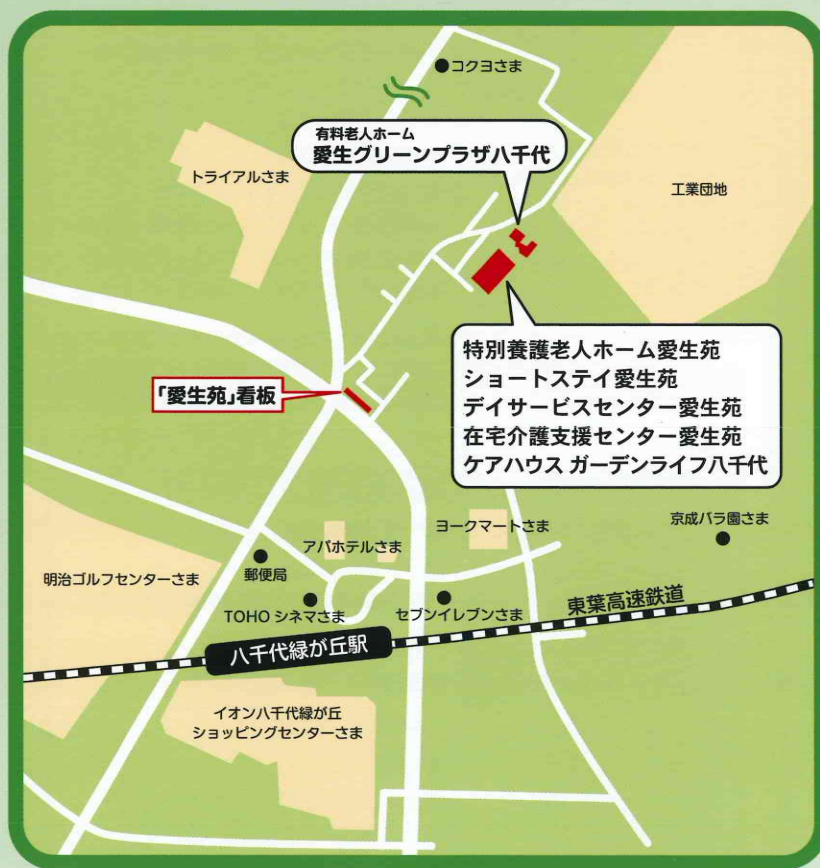 コクヨさま
有料老人ホーム
愛生グリーンプラザ八千代
トライアルさま
工業団地
特別養護老人ホーム愛生苑
ショートステイ愛生苑
デイサービスセンター愛生苑
在宅介護支援センター愛生苑
ケアハウス ガーデンライフ八千代
「愛生苑」看板
京成バラ園さま
ヨークマートさま
アパホテルさま
郵便局
明治ゴルフセンターさま
TOHO シネマさま
セブンイレブンさま
東葉高速鉄道
八千代緑が丘駅
イオン八千代緑が丘
ショッピングセンターさま